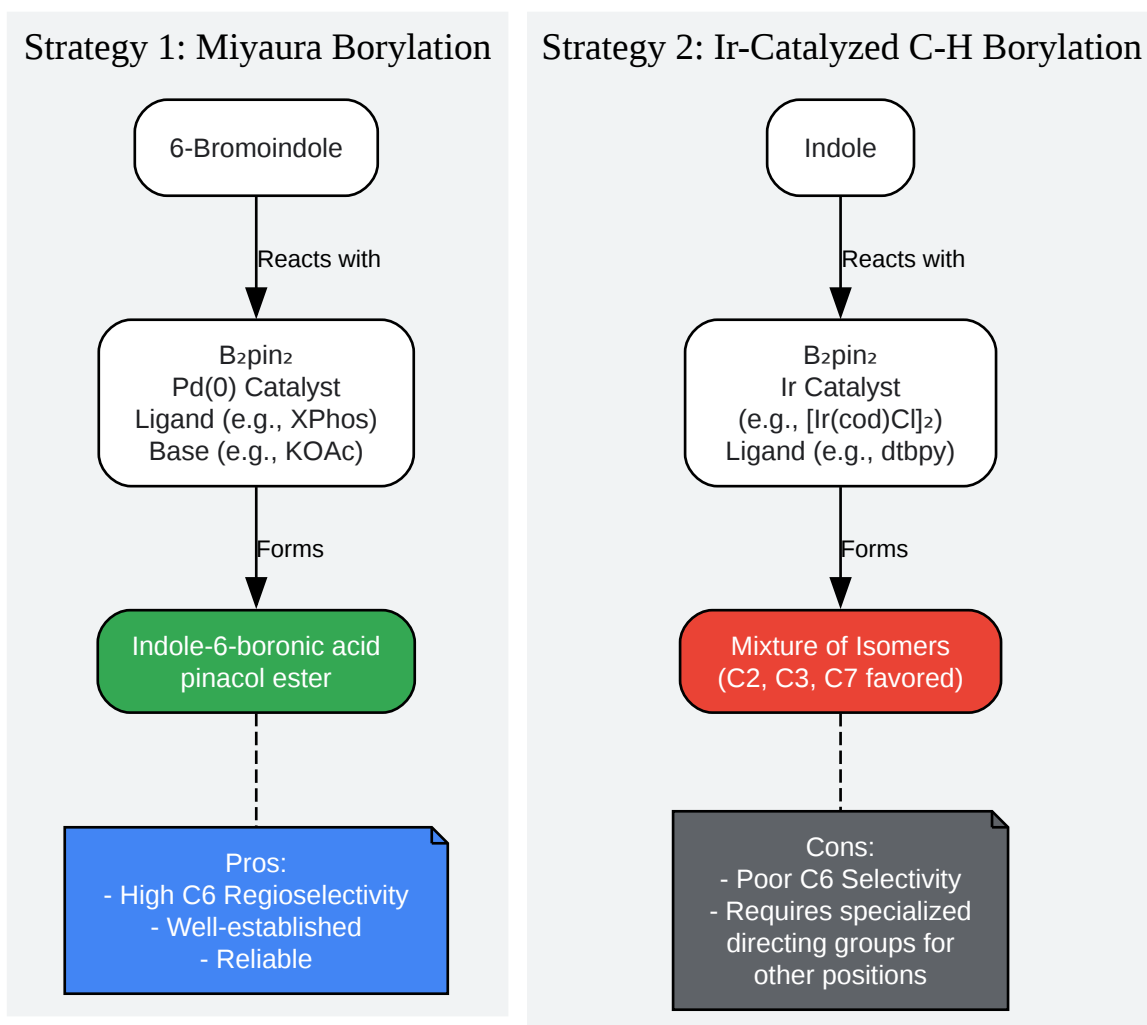 Strategy 1: Miyaura Borylation
6-Bromoindole
Reacts with
B₂pin₂
Pd(0) Catalyst
Ligand (e.g., XPhos)
Base (e.g., KOAc)
Forms
Indole-6-boronic acid
pinacol ester
Pros:
- High C6 Regioselectivity
- Well-established
- Reliable
Strategy 2: Ir-Catalyzed C-H Borylation
Indole
Reacts with
B₂pin₂
Ir Catalyst
(e.g., [Ir(cod)Cl]₂)
Ligand (e.g., dtbpy)
Forms
Mixture of Isomers
(C2, C3, C7 favored)
Cons:
- Poor C6 Selectivity
- Requires specialized
directing groups for
other positions